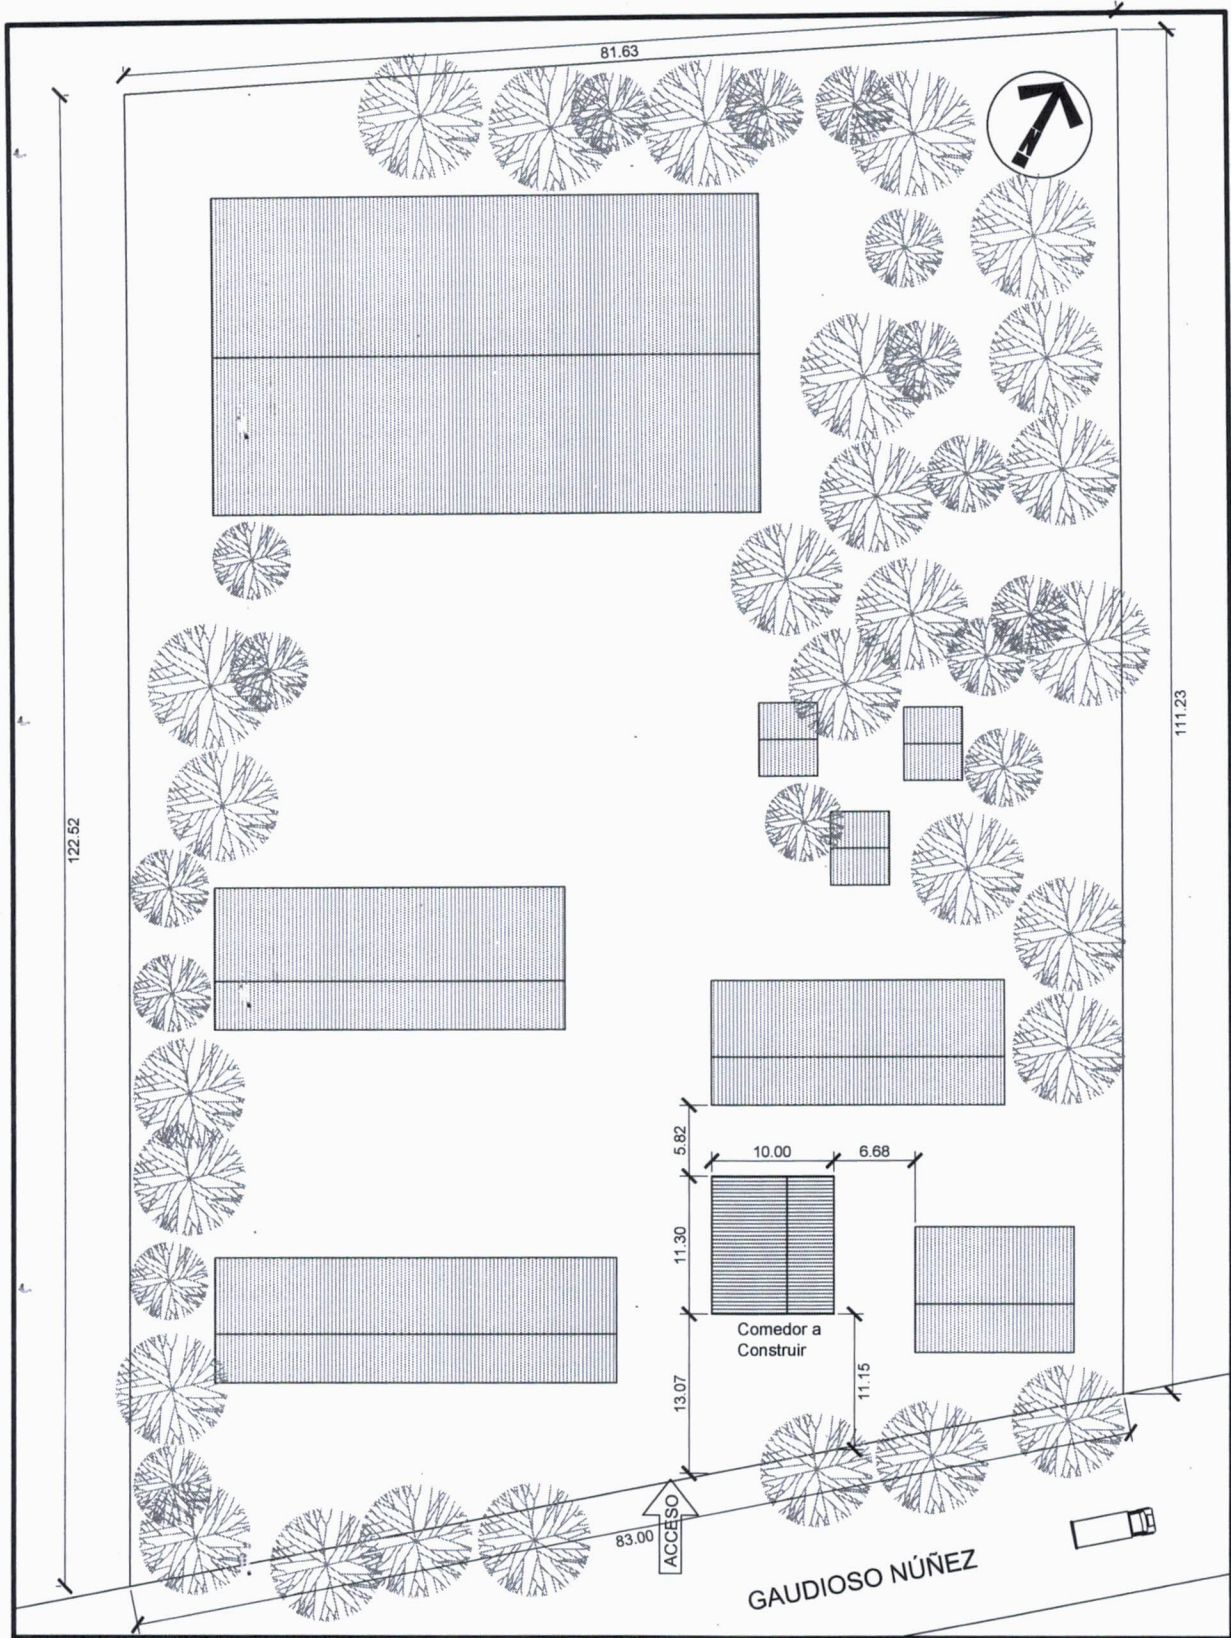 81.63
N
122.52
111.23
5.82
10.00
6.68
11.30
Comedor a
Construir
13.07
11.15
83.00
ACCESO
GAUDIOSO NÚÑEZ